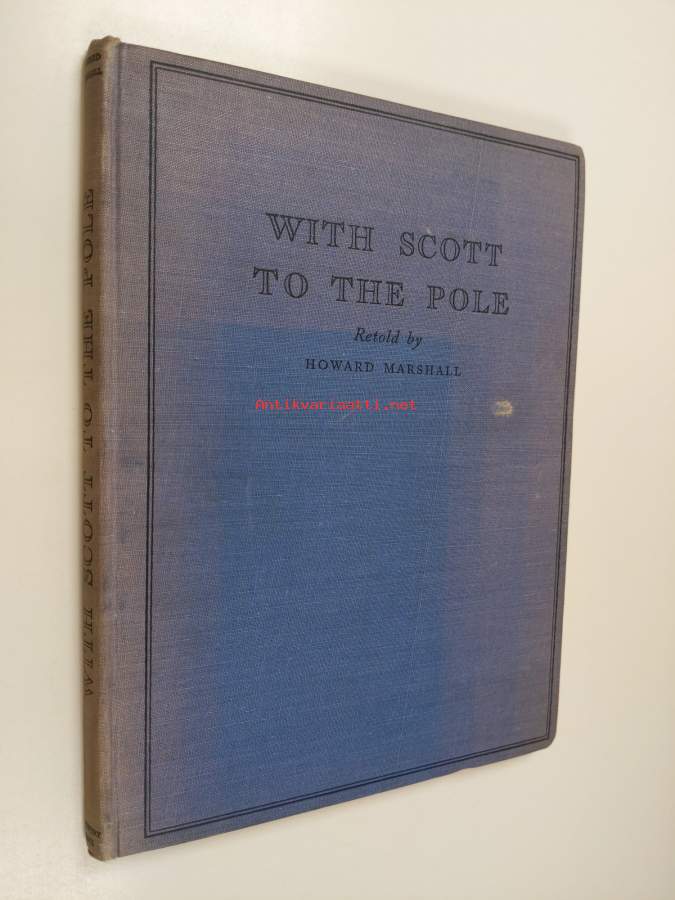 WITH SCOTT
TO THE POLE
Retold by
HOWARD MARSHALL
Antikvariaatti.net
WITH SCOTT TO THE POLE